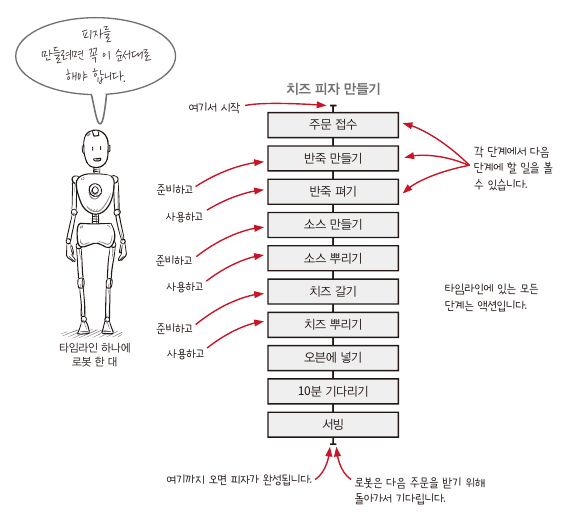 피자를
만들려면 꼭 이 순서대로
해야 합니다.
치즈 피자 만들기
여기서 시작
주문 접수
반죽 만들기
각 단계에서 다음
단계에 할 일을 볼
수 있습니다.
준비하고
반죽 펴기
사용하고
소스 만들기
준비하고
소스 뿌리기
사용하고
치즈 갈기
타임라인에 있는 모든
단계는 액션입니다.
준비하고
치즈 뿌리기
사용하고
타임라인 하나에
로봇 한 대
오븐에 넣기
10분 기다리기
서빙
여기까지 오면 피자가 완성됩니다.
로봇은 다음 주문을 받기 위해
돌아가서 기다립니다.